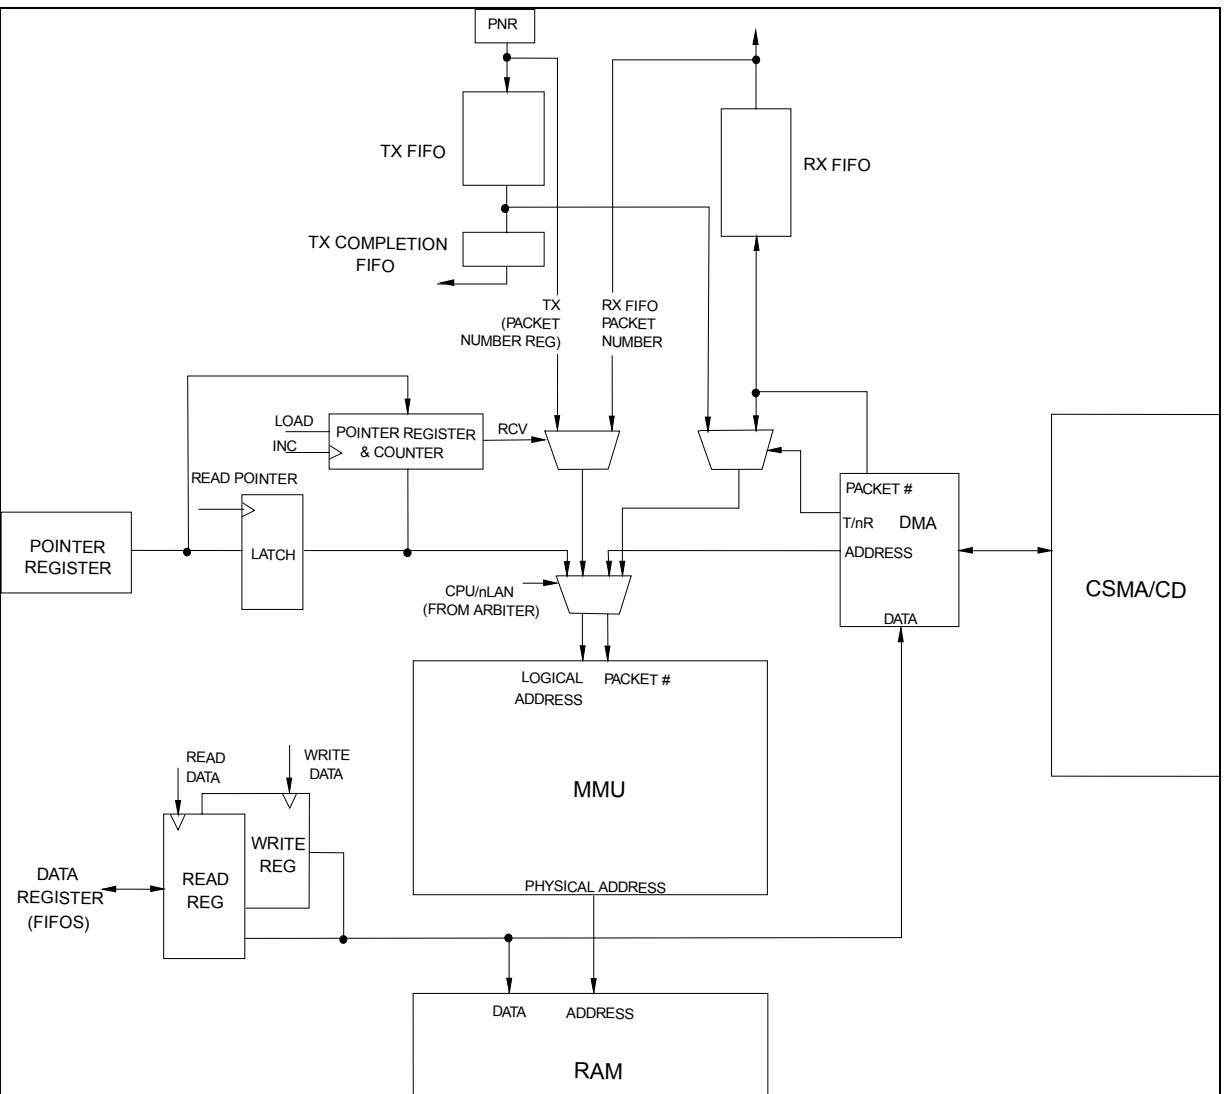 PNR
TX FIFO
RX FIFO
TX COMPLETION
FIFO
TX
(PACKET
NUMBER REG)
RX FIFO
PACKET
NUMBER
LOAD
INC
POINTER REGISTER
& COUNTER
RCV
READ POINTER
POINTER
REGISTER
LATCH
PACKET #
T/nR
DMA
ADDRESS
DATA
CSMA/CD
CPU/nLAN
(FROM ARBITER)
LOGICAL
ADDRESS
PACKET #
MMU
PHYSICAL ADDRESS
READ
DATA
WRITE
DATA
WRITE
REG
READ
REG
DATA
REGISTER
(FIFOS)
DATA
ADDRESS
RAM